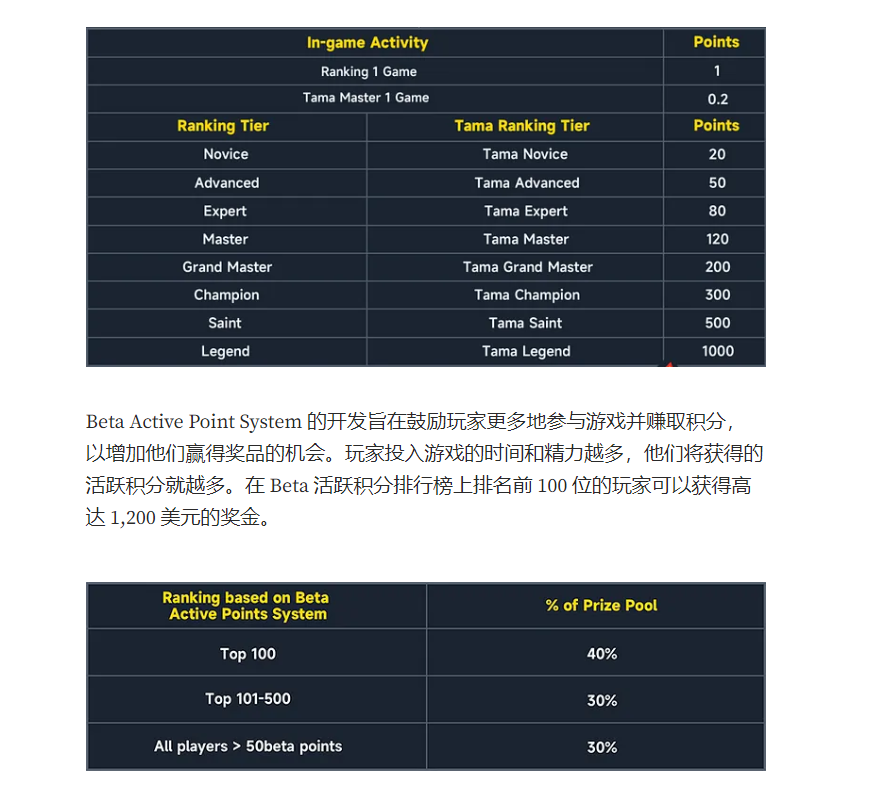 In-game Activity Points
Ranking 1 Game 1
Tama Master 1 Game 0.2
Ranking Tier Tama Ranking Tier Points
Novice Tama Novice 20
Advanced Tama Advanced 50
Expert Tama Expert 80
Master Tama Master 120
Grand Master Tama Grand Master 200
Champion Tama Champion 300
Saint Tama Saint 500
Legend Tama Legend 1000
Beta Active Point System 的开发旨在鼓励玩家更多地参与游戏并赚取积分，
以增加他们赢得奖品的机会。玩家投入游戏的时间和精力越多，他们将获得的
活跃积分就越多。在 Beta 活跃积分排行榜上排名前 100 位的玩家可以获得高
达 1,200 美元的奖金。
Ranking based on Beta
Active Points System % of Prize Pool
Top 100 40%
Top 101-500 30%
All players > 50beta points 30%